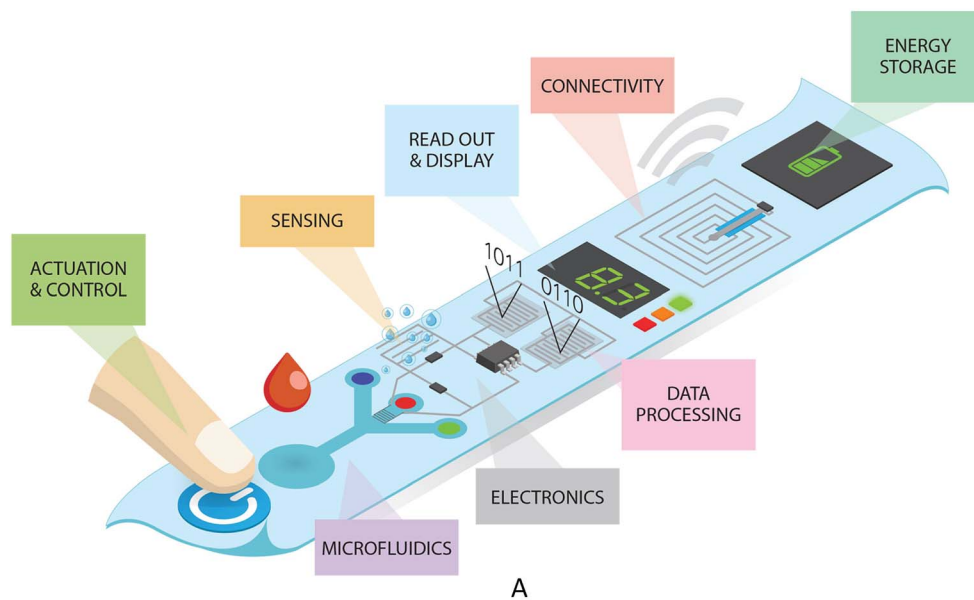 ENERGY
STORAGE
CONNECTIVITY
READ OUT
& DISPLAY
SENSING
ACTUATION
& CONTROL
1011
0110
DATA
PROCESSING
ELECTRONICS
MICROFLUIDICS
A